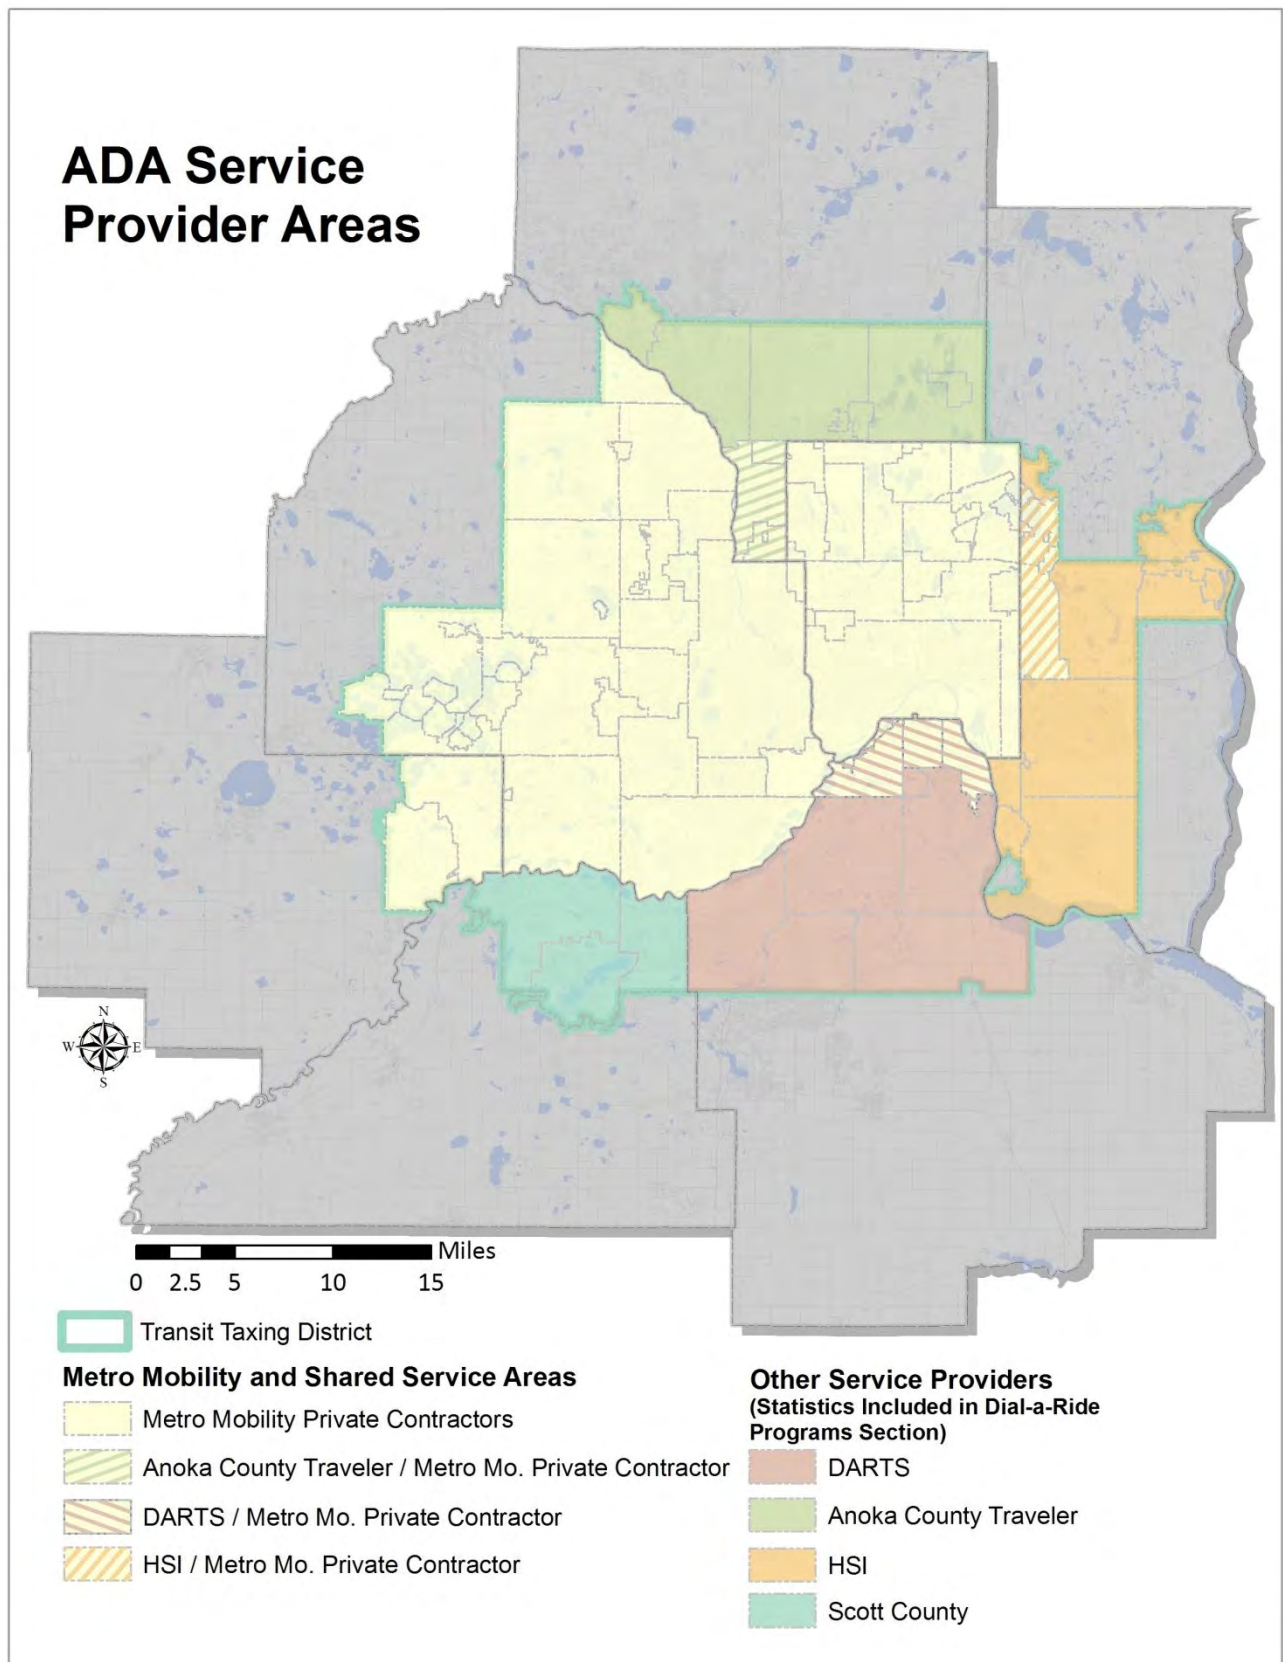 ADA Service
Provider Areas
N
W E
S
Miles
0 2.5 5 10 15
Transit Taxing District
Metro Mobility and Shared Service Areas
Metro Mobility Private Contractors
Anoka County Traveler / Metro Mo. Private Contractor
DARTS / Metro Mo. Private Contractor
HSI / Metro Mo. Private Contractor
Other Service Providers
(Statistics Included in Dial-a-Ride
Programs Section)
DARTS
Anoka County Traveler
HSI
Scott County